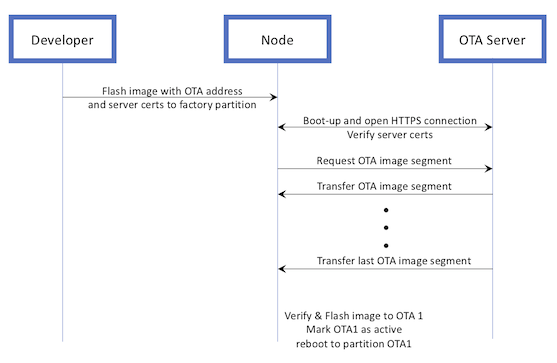 Developer
Node
OTA Server
Flash image with OTA address
and server certs to factory partition
Boot-up and open HTTPS connection
Verify server certs
Request OTA image segment
Transfer OTA image segment
Transfer last OTA image segment
Verify & Flash image to OTA 1
Mark OTA1 as active
reboot to partition OTA1